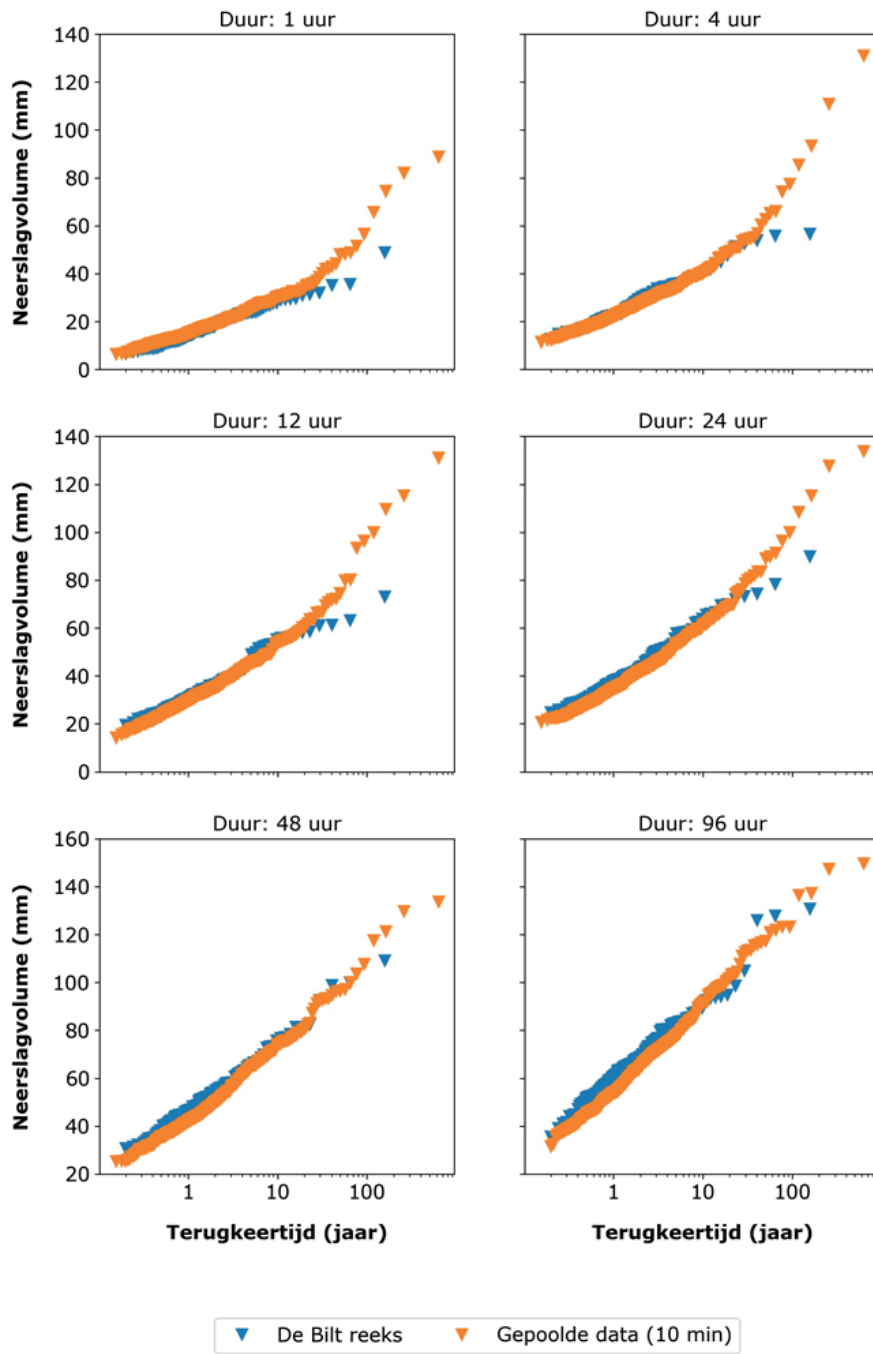 Duur: 1 uur
Duur: 4 uur
Neerslagvolume (mm)
140
120
100
80
60
40
20
0
Duur: 12 uur
Duur: 24 uur
Neerslagvolume (mm)
140
120
100
80
60
40
20
0
Duur: 48 uur
Duur: 96 uur
Neerslagvolume (mm)
160
140
120
100
80
60
40
20
1 10 100
1 10 100
Terugkeertijd (jaar)
Terugkeertijd (jaar)
De Bilt reeks
Gepoolde data (10 min)